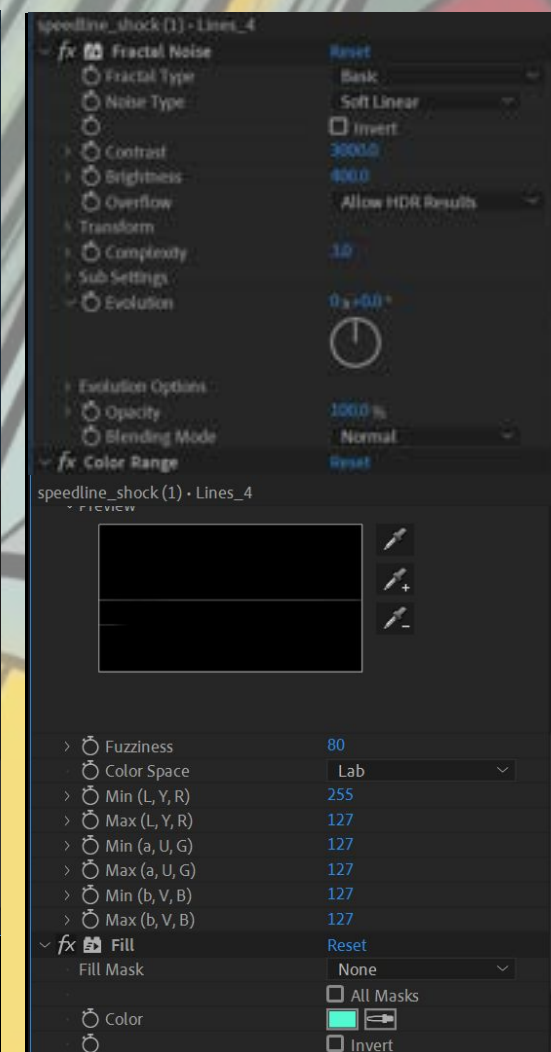 speedline_shock (1) • Lines_4
fx Fractal Noise Reset
Fractal Type Basic
Noise Type Soft Linear
Invert
Contrast 3000.0
Brightness 400.0
Overflow Allow HDR Results
Transform
Complexity 3.0
Sub Settings
Evolution 0x+0.0°
Evolution Options
Opacity 100.0 %
Blending Mode Normal
fx Color Range Reset
speedline_shock (1) • Lines_4
Preview
Fuzziness 80
Color Space Lab
Min (L, Y, R) 255
Max (L, Y, R) 127
Min (a, U, G) 127
Max (a, U, G) 127
Min (b, V, B) 127
Max (b, V, B) 127
fx Fill Reset
Fill Mask None
All Masks
Color
Invert